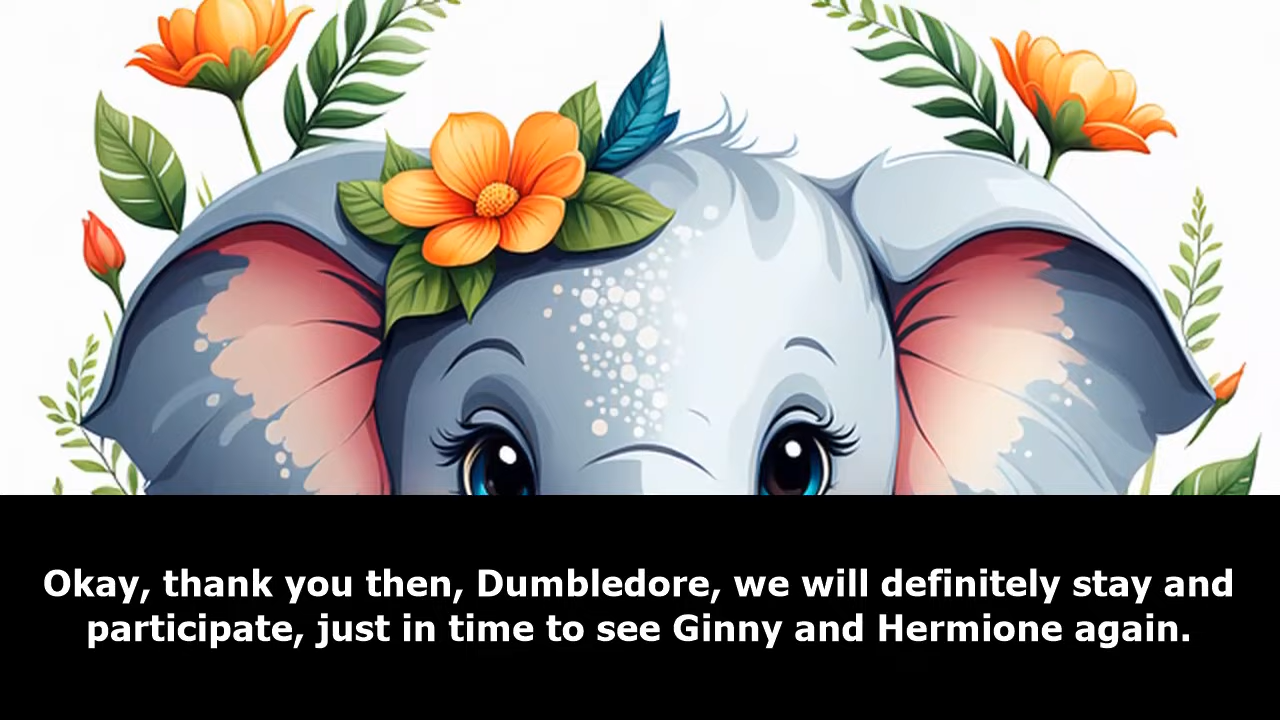 Okay, thank you then, Dumbledore, we will definitely stay and
participate, just in time to see Ginny and Hermione again.